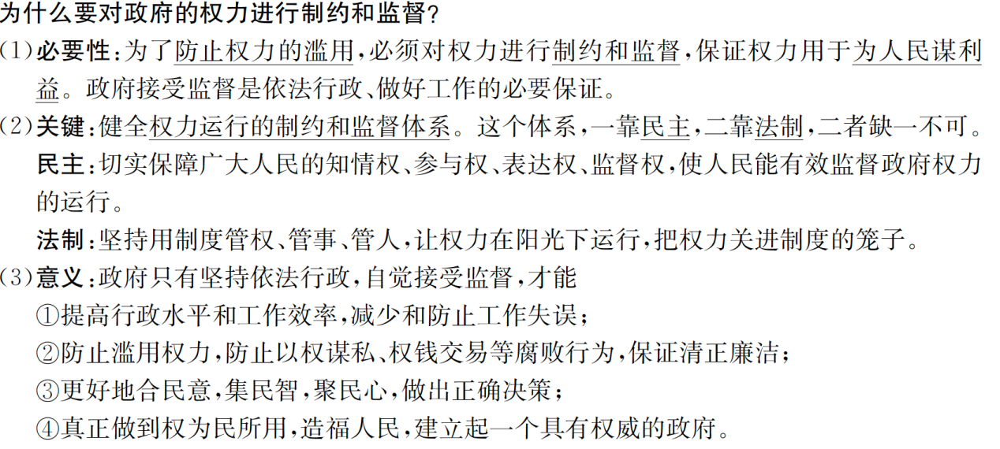 为什么要对政府的权力进行制约和监督?
(1)必要性:为了防止权力的滥用,必须对权力进行制约和监督,保证权力用于为人民谋利
益。政府接受监督是依法行政、做好工作的必要保证。
(2)关键:健全权力运行的制约和监督体系。这个体系,一靠民主,二靠法制,二者缺一不可。
民主:切实保障广大人民的知情权、参与权、表达权、监督权,使人民能有效监督政府权力
的运行。
法制:坚持用制度管权、管事、管人,让权力在阳光下运行,把权力关进制度的笼子。
(3)意义:政府只有坚持依法行政,自觉接受监督,才能
①提高行政水平和工作效率,减少和防止工作失误;
②防止滥用权力,防止以权谋私、权钱交易等腐败行为,保证清正廉洁;
③更好地合民意,集民智,聚民心,做出正确决策;
④真正做到权为民所用,造福人民,建立起一个具有权威的政府。